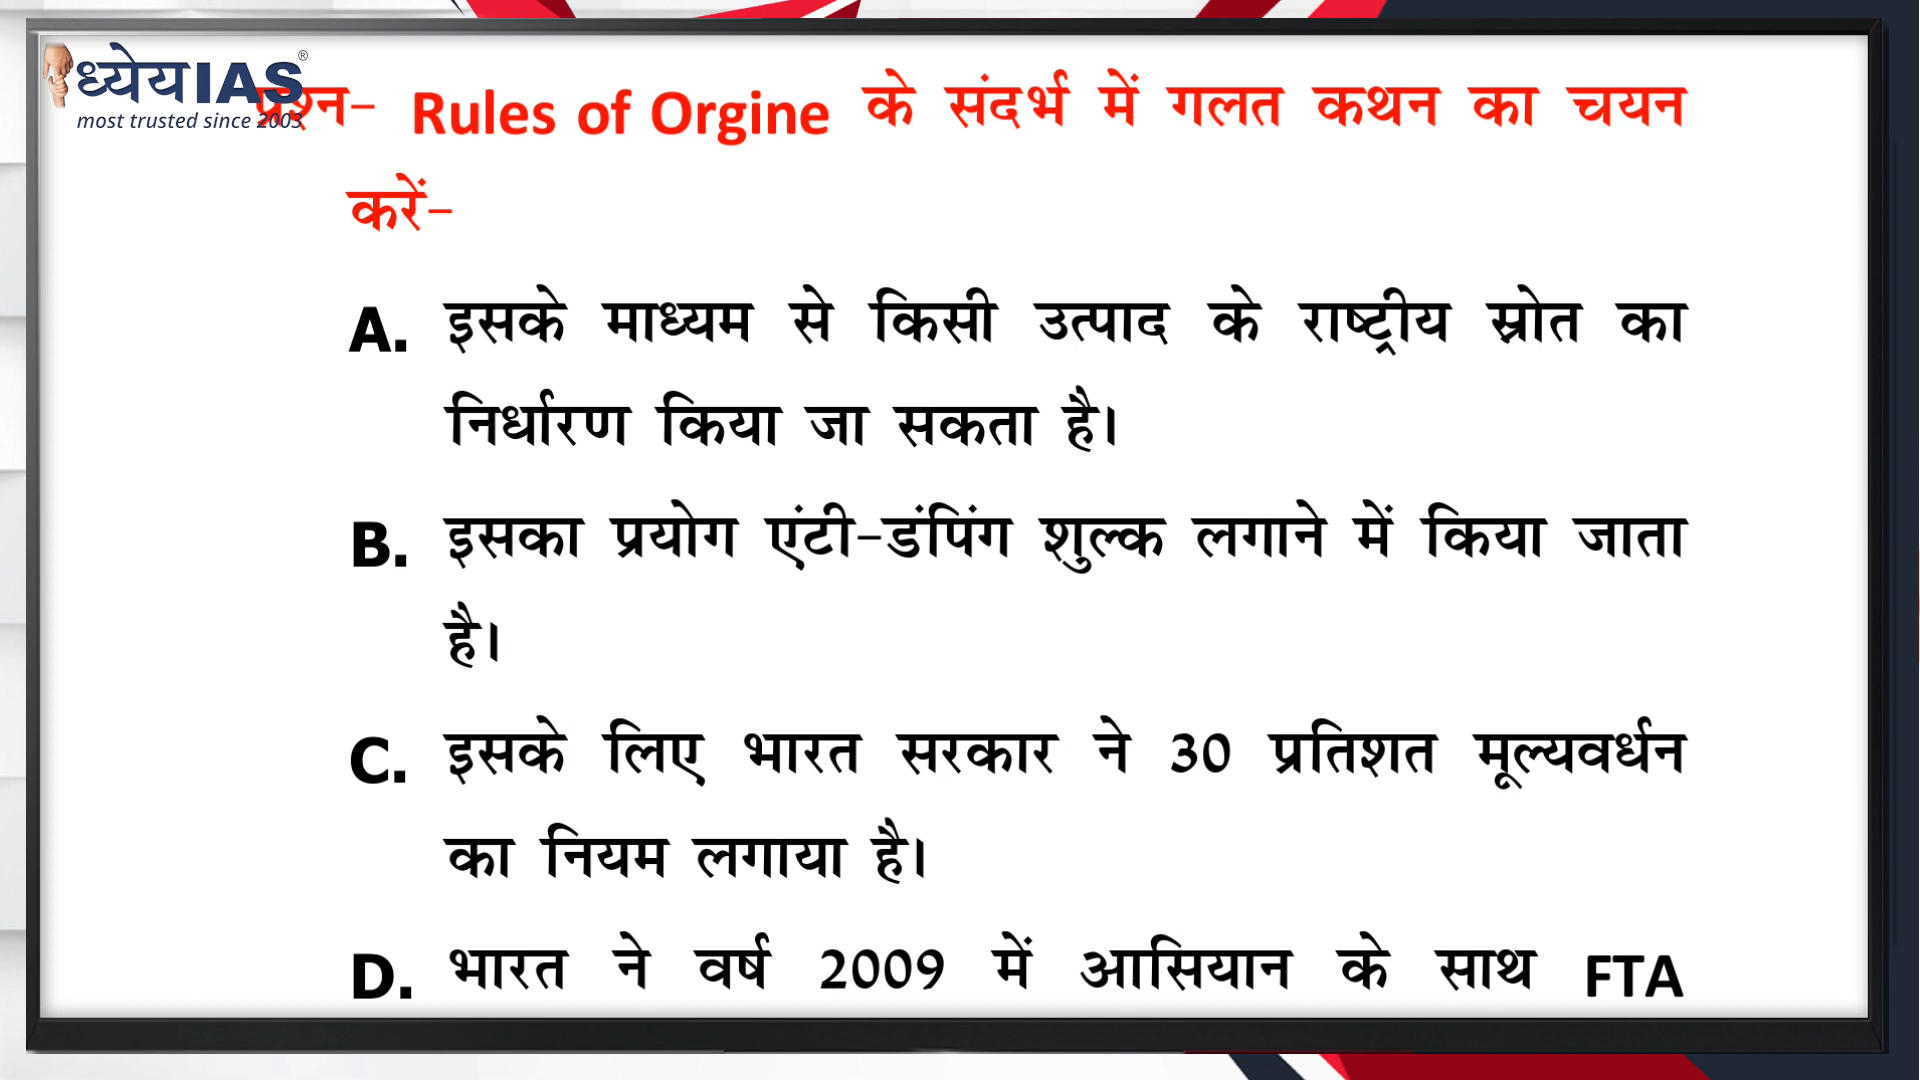 ध्येयIAS®
most trusted since 2003
प्रश्न- Rules of Orgine के संदर्भ में गलत कथन का चयन
करें-
A. इसके माध्यम से किसी उत्पाद के राष्ट्रीय स्रोत का
निर्धारण किया जा सकता है।
B. इसका प्रयोग एंटी-डंपिंग शुल्क लगाने में किया जाता
है।
C. इसके लिए भारत सरकार ने 30 प्रतिशत मूल्यवर्धन
का नियम लगाया है।
D. भारत ने वर्ष 2009 में आसियान के साथ FTA